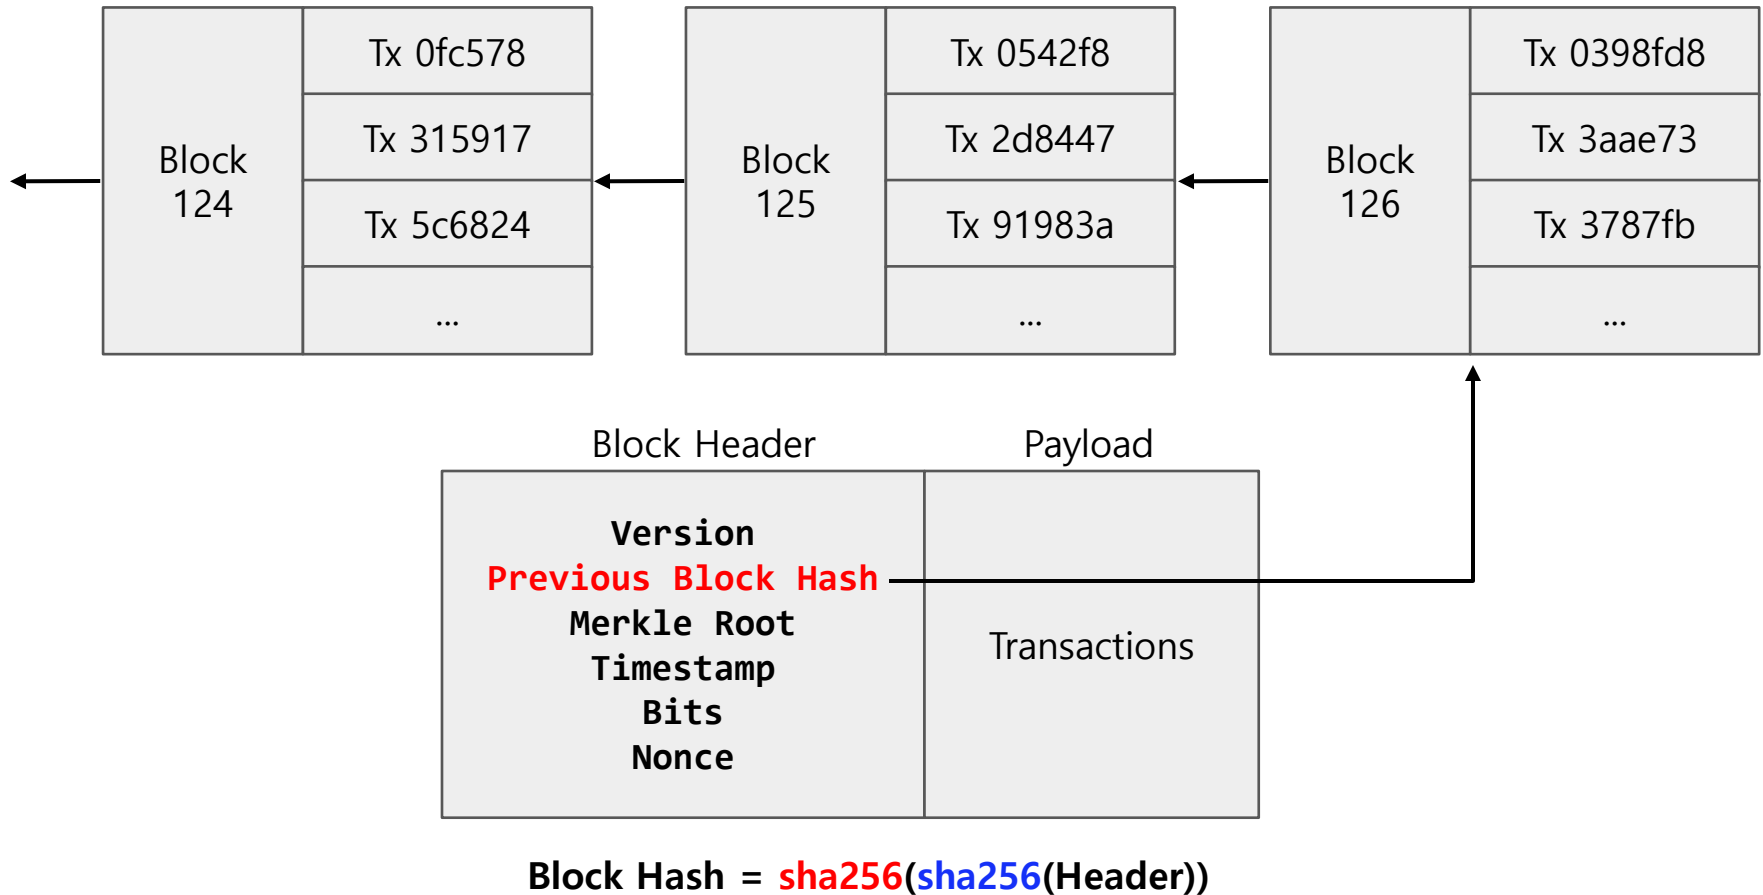 Block
124
Tx 0fc578
Tx 315917
Tx 5c6824
...
Block
125
Tx 0542f8
Tx 2d8447
Tx 91983a
...
Block
126
Tx 0398fd8
Tx 3aae73
Tx 3787fb
...
Block Header
Payload
Version
Previous Block Hash
Merkle Root
Timestamp
Bits
Nonce
Transactions
Block Hash = sha256(sha256(Header))